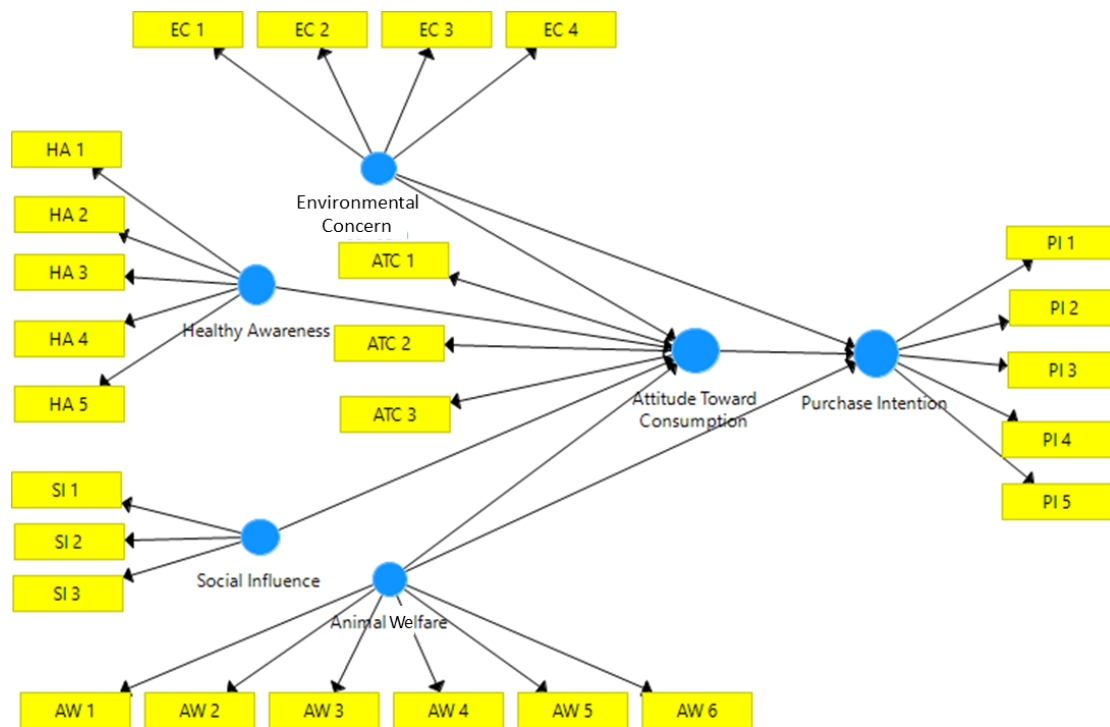 EC 1
EC 2
EC 3
EC 4
HA 1
HA 2
HA 3
HA 4
HA 5
Environmental
Concern
Healthy Awareness
ATC 1
ATC 2
ATC 3
Attitude Toward
Consumption
Purchase Intention
PI 1
PI 2
PI 3
PI 4
PI 5
SI 1
SI 2
SI 3
Social Influence
Animal Welfare
AW 1
AW 2
AW 3
AW 4
AW 5
AW 6